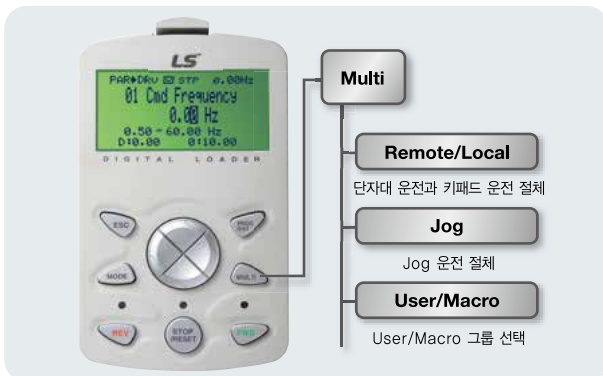 LS
PAR➧DRV STP 0.00Hz
01 Cmd Frequency
0.00 Hz
0.50 - 60.00 Hz
D:0.00 0:10.00
DIGITAL LOADER
ESC
PROG
/ENT
MODE
MULTI
REV
STOP
/RESET
FWD
Multi
Remote/Local
단자대 운전과 키패드 운전 절체
Jog
Jog 운전 절체
User/Macro
User/Macro 그룹 선택